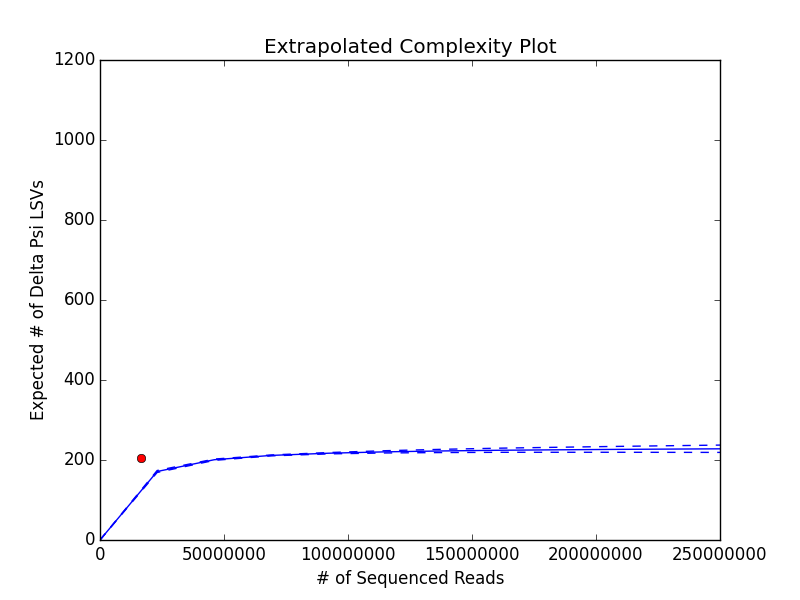 Extrapolated Complexity Plot
1200
1000
800
600
400
200
0
Expected # of Delta Psi LSVs
0 50000000 100000000 150000000 200000000 250000000
# of Sequenced Reads